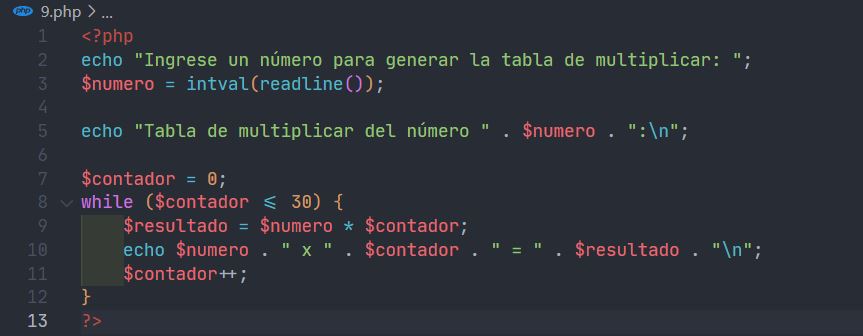 php 9.php > ...
1 <?php
2 echo "Ingrese un número para generar la tabla de multiplicar: ";
3 $numero = intval(readline());
4
5 echo "Tabla de multiplicar del número " . $numero . ":\n";
6
7 $contador = 0;
8 while ($contador <= 30) {
9     $resultado = $numero * $contador;
10     echo $numero . " x " . $contador . " = " . $resultado . "\n";
11     $contador++;
12 }
13 ?>